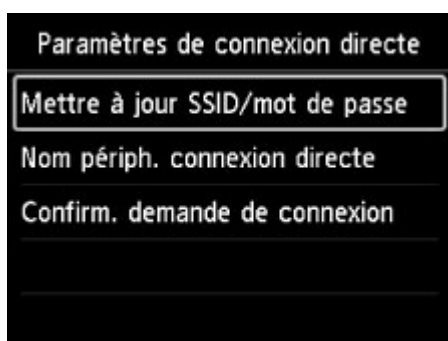 Paramètres de connexion directe
Mettre à jour SSID/mot de passe
Nom périph. connexion directe
Confirm. demande de connexion